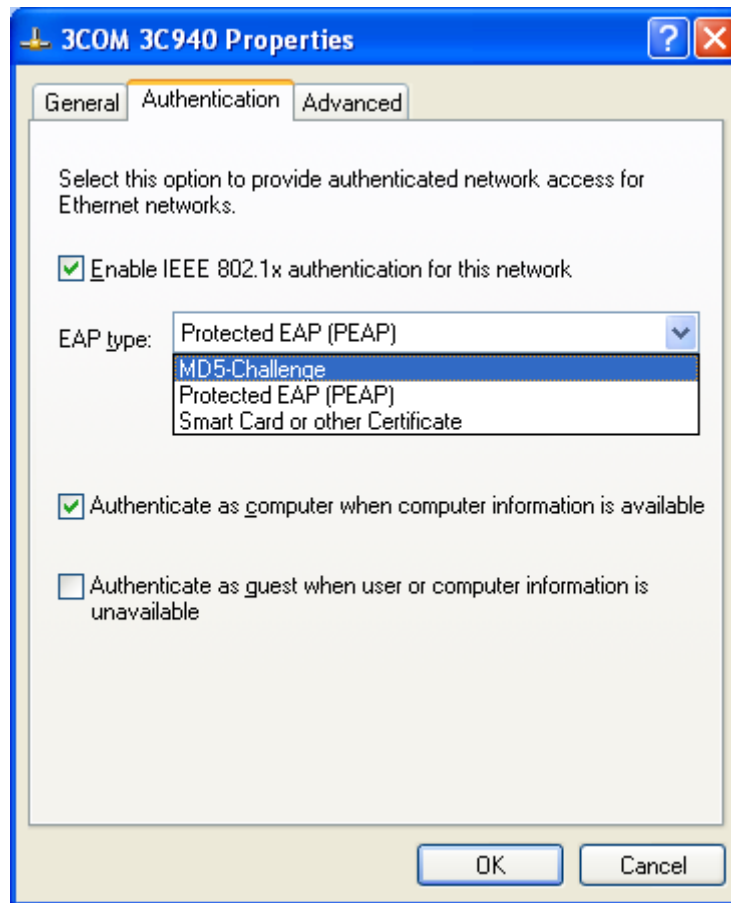 3COM 3C940 Properties
General Authentication Advanced
Select this option to provide authenticated network access for
Ethernet networks.
Enable IEEE 802.1x authentication for this network
EAP type: Protected EAP (PEAP)
MD5-Challenge
Protected EAP (PEAP)
Smart Card or other Certificate
Authenticate as computer when computer information is available
Authenticate as guest when user or computer information is
unavailable
OK Cancel